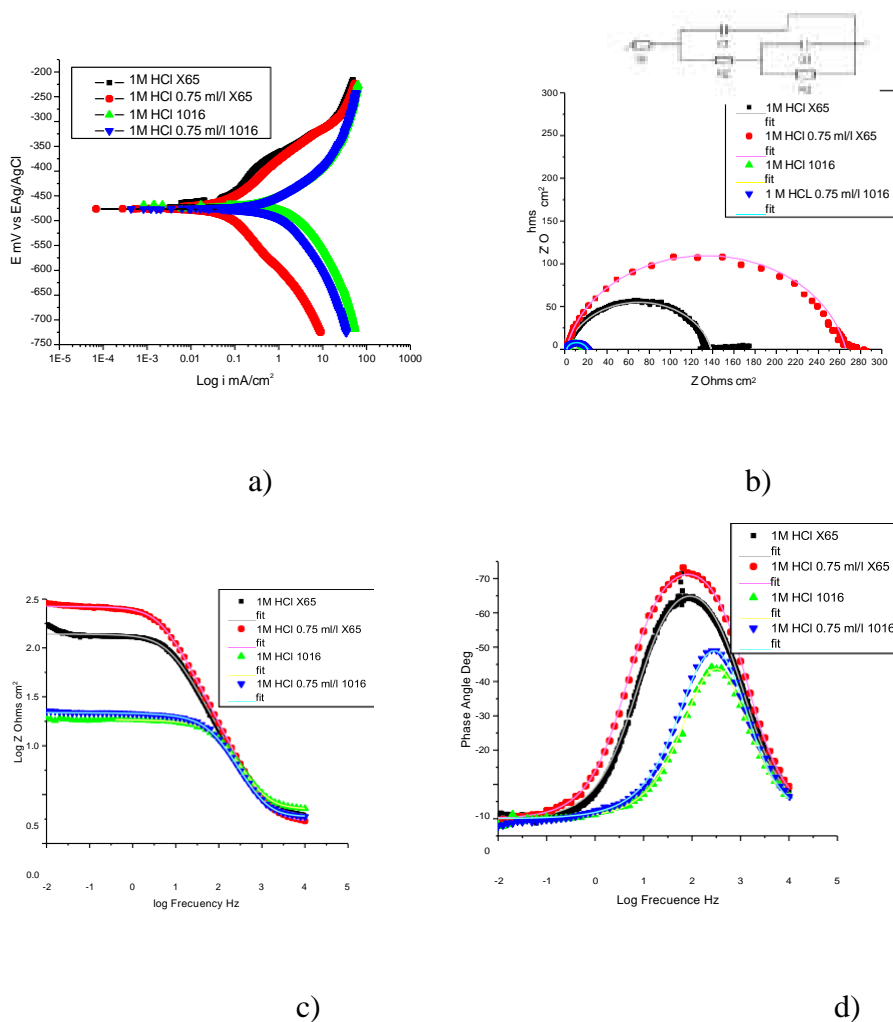 -200
-250
-300
-350
-400
-450
-500
-550
-600
-650
-700
-750
E mV vs EAg/AgCl
1M HCl X65
1M HCl 0.75 ml/l X65
1M HCl 1016
1M HCl 0.75 ml/l 1016
1E-5 1E-4 1E-3 0.01 0.1 1 10 100 1000
Log i mA/cm²
a)
300
250
200
150
100
50
0
Z O hms cm²
1M HCl X65
fit
1M HCl 0.75 ml/l X65
fit
1M HCl 1016
fit
1 M HCL 0.75 ml/l 1016
fit
0 20 40 60 80 100 120 140 160 180 200 220 240 260 280 300
Z Ohms cm²
b)
2.5
2.0
1.5
1.0
0.5
0.0
Log Z Ohms cm²
1M HCl X65
fit
1M HCl 0.75 ml/l X65
fit
1M HCl 1016
fit
1M HCl 0.75 ml/l 1016
fit
-2 -1 0 1 2 3 4 5
log Frecuency Hz
c)
-70
-60
-50
-40
-30
-20
-10
0
Phase Angle Deg
1M HCl X65
fit
1M HCl 0.75 ml/l X65
fit
1M HCl 1016
fit
1M HCl 0.75 ml/l 1016
fit
-2 -1 0 1 2 3 4 5
Log Frecuence Hz
d)